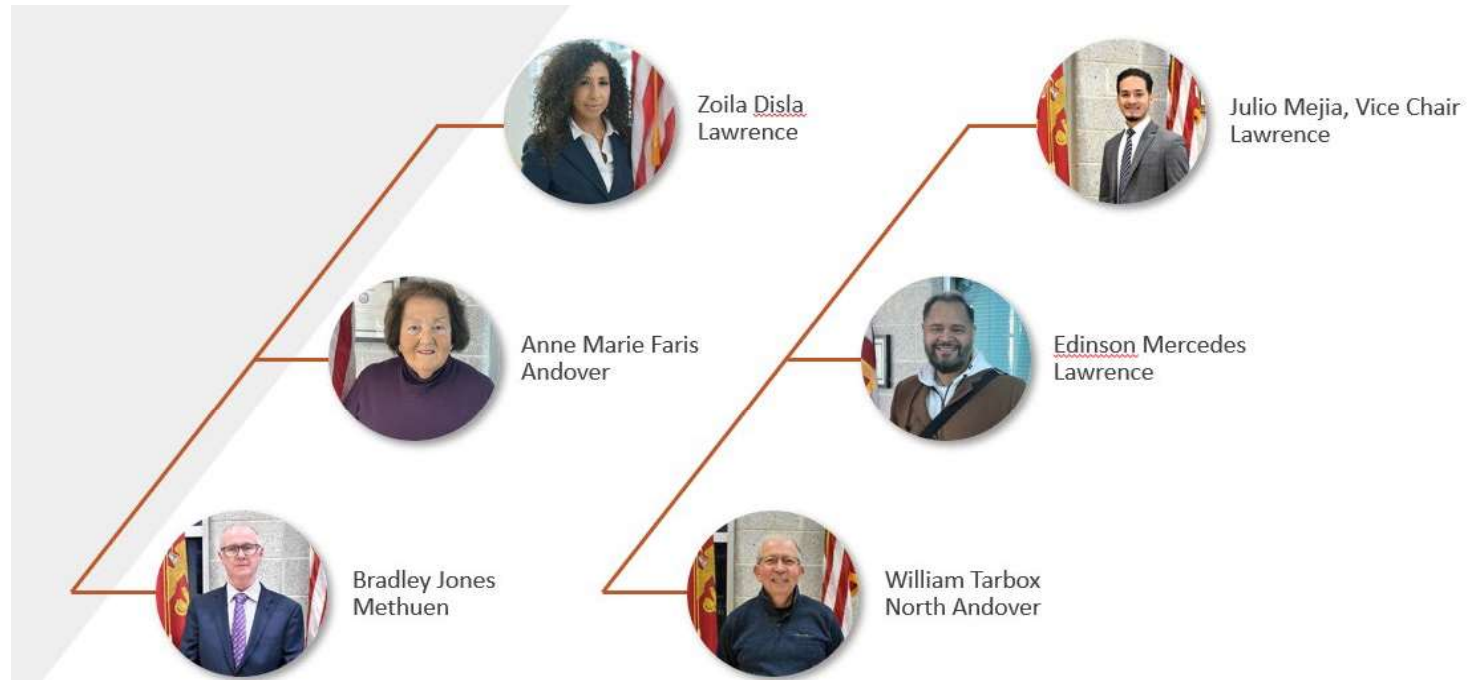 Zoila Disla
Lawrence
Julio Mejia, Vice Chair
Lawrence
Anne Marie Faris
Andover
Edinson Mercedes
Lawrence
Bradley Jones
Methuen
William Tarbox
North Andover